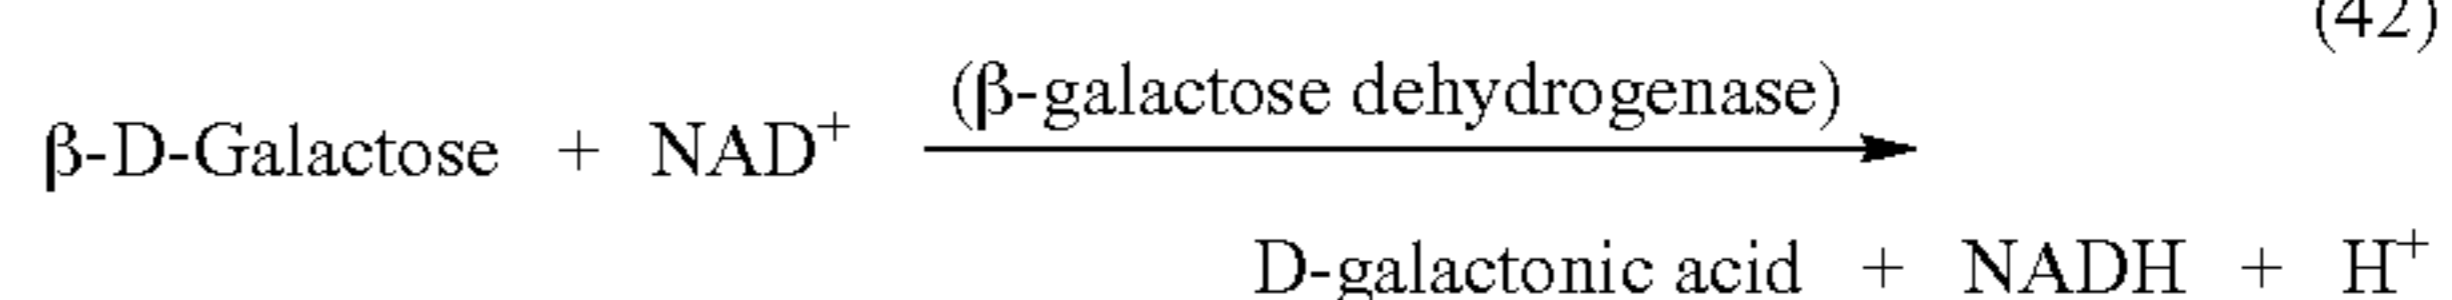 (42)
(β-galactose dehydrogenase)
β-D-Galactose + NAD⁺
D-galactonic acid + NADH + H⁺